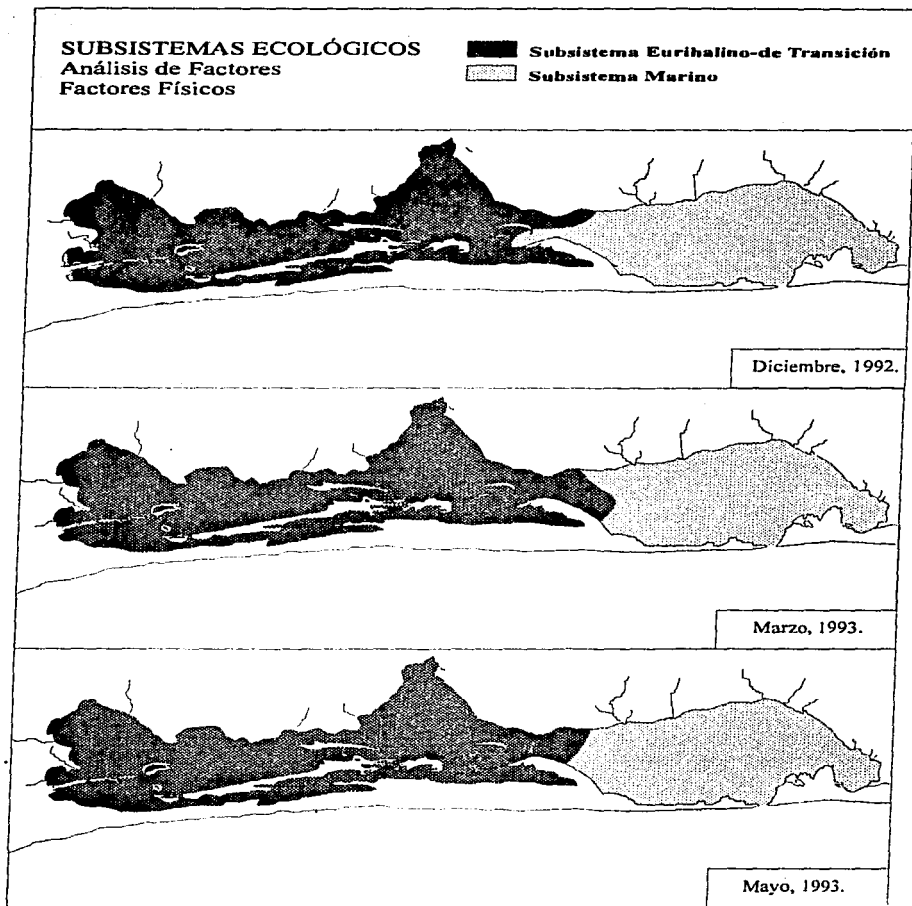 SUBSISTEMAS ECOLÓGICOS
Análisis de Factores
Factores Físicos
Subsistema Eurihalino-de Transición
Subsistema Marino
Diciembre, 1992.
Marzo, 1993.
Mayo, 1993.